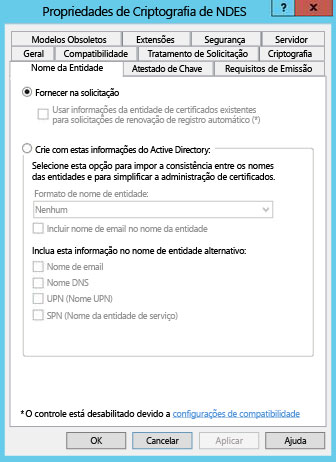 Propriedades de Criptografia de NDES
? x
Modelos Obsoletos Extensões Segurança Servidor
Geral Compatibilidade Tratamento de Solicitação Criptografia
Nome da Entidade Atestado de Chave Requisitos de Emissão
Fornecer na solicitação
Usar informações da entidade de certificados existentes
para solicitações de renovação de registro automático (*)
Crie com estas informações do Active Directory:
Selecione esta opção para impor a consistência entre os nomes
das entidades e para simplificar a administração de certificados.
Formato de nome de entidade:
Nenhum
Incluir nome de email no nome da entidade
Inclua esta informação no nome de entidade alternativo:
Nome de email
Nome DNS
UPN (Nome UPN)
SPN (Nome da entidade de serviço)
*O controle está desabilitado devido a configurações de compatibilidade
OK Cancelar Aplicar Ajuda